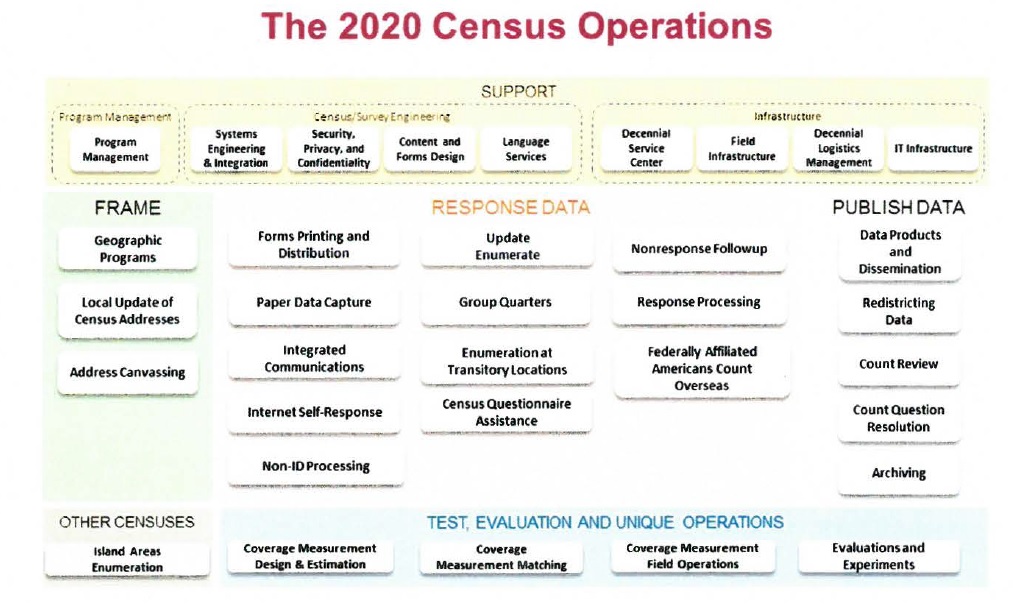 The 2020 Census Operations
SUPPORT
Program Management
Program
Management
Census/Survey Engineering
Systems
Engineering
& Integration
Security,
Privacy, and
Confidentiality
Content and
Forms Design
Language
Services
Infrastructure
Decennial
Service
Center
Field
Infrastructure
Decennial
Logistics
Management
IT Infrastructure
FRAME
Geographic
Programs
Local Update of
Census Addresses
Address Canvassing
RESPONSE DATA
Forms Printing and
Distribution
Paper Data Capture
Integrated
Communications
Internet Self-Response
Non-ID Processing
Update
Enumerate
Group Quarters
Enumeration at
Transitory Locations
Census Questionnaire
Assistance
Nonresponse Followup
Response Processing
Federally Affiliated
Americans Count
Overseas
PUBLISH DATA
Data Products
and
Dissemination
Redistricting
Data
Count Review
Count Question
Resolution
Archiving
OTHER CENSUSES
Island Areas
Enumeration
TEST, EVALUATION AND UNIQUE OPERATIONS
Coverage Measurement
Design & Estimation
Coverage
Measurement Matching
Coverage Measurement
Field Operations
Evaluations and
Experiments